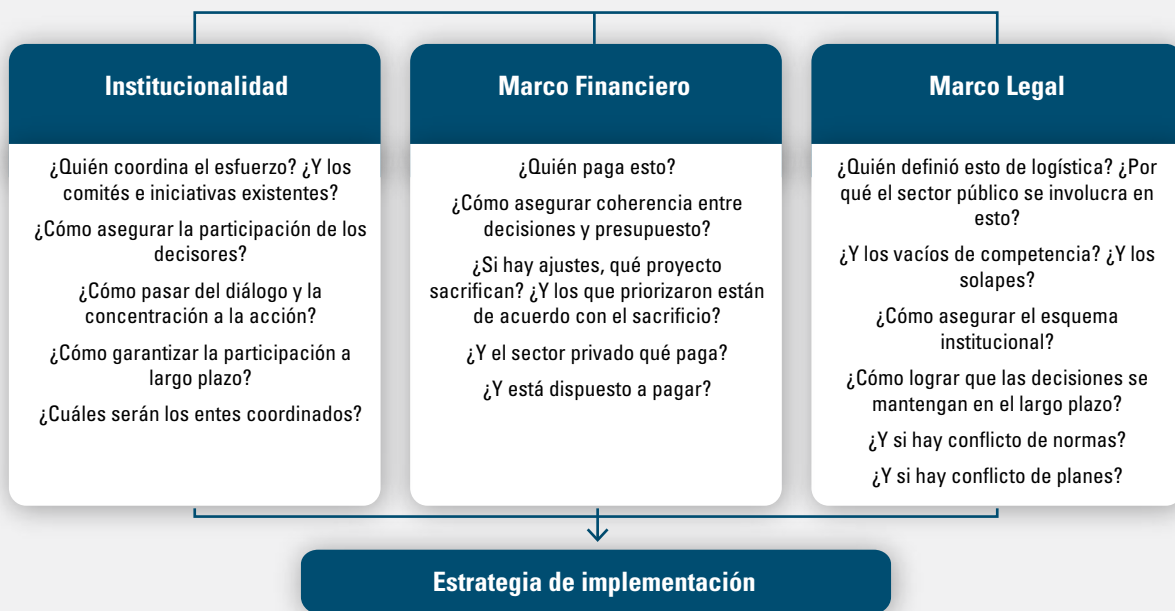 Institucionalidad
¿Quién coordina el esfuerzo? ¿Y los
comités e iniciativas existentes?
¿Cómo asegurar la participación de los
decisores?
¿Cómo pasar del diálogo y la
concentración a la acción?
¿Cómo garantizar la participación a
largo plazo?
¿Cuáles serán los entes coordinados?
Marco Financiero
¿Quién paga esto?
¿Cómo asegurar coherencia entre
decisiones y presupuesto?
¿Si hay ajustes, qué proyecto
sacrifican? ¿Y los que priorizaron están
de acuerdo con el sacrificio?
¿Y el sector privado qué paga?
¿Y está dispuesto a pagar?
Marco Legal
¿Quién definió esto de logística? ¿Por
qué el sector público se involucra en
esto?
¿Y los vacíos de competencia? ¿Y los
solapes?
¿Cómo asegurar el esquema
institucional?
¿Cómo lograr que las decisiones se
mantengan en el largo plazo?
¿Y si hay conflicto de normas?
¿Y si hay conflicto de planes?
Estrategia de implementación